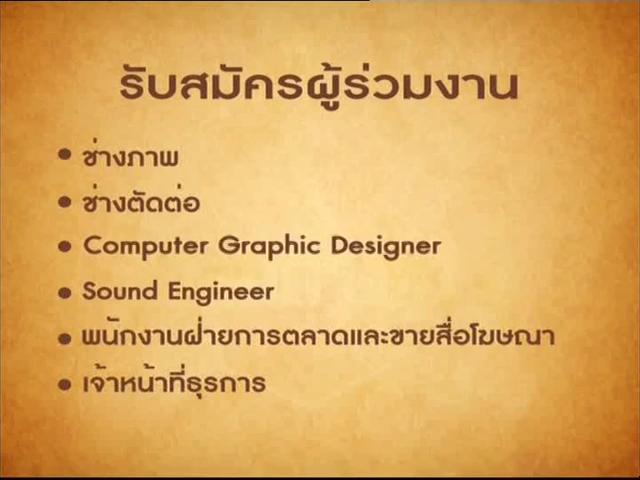 รับสมัครผู้ร่วมงาน
• ช่างภาพ
• ช่างตัดต่อ
• Computer Graphic Designer
• Sound Engineer
• พนักงานฝ่ายการตลาดและขายสื่อโฆษณา
• เจ้าหน้าที่ธุรการ